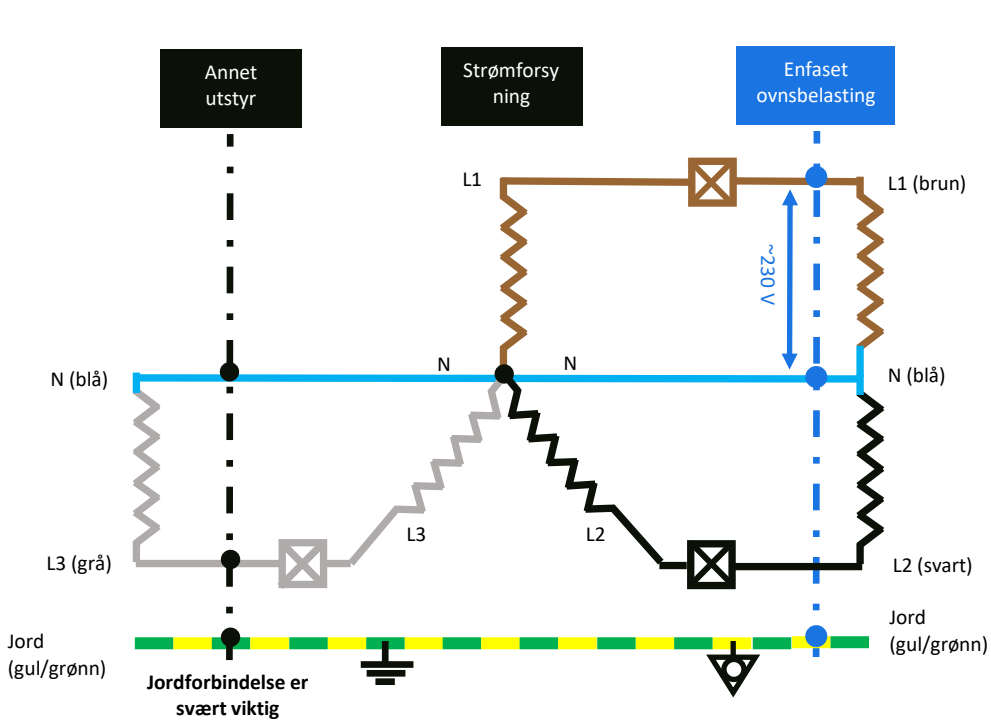 Annet
utstyr
Strømforsy
ning
Enfaset
ovnsbelasting
L1
L1 (brun)
~230 V
N (blå)
N
N
N (blå)
L3
L2
L3 (grå)
L2 (svart)
Jord
(gul/grønn)
Jord
(gul/grønn)
Jordforbindelse er
svært viktig